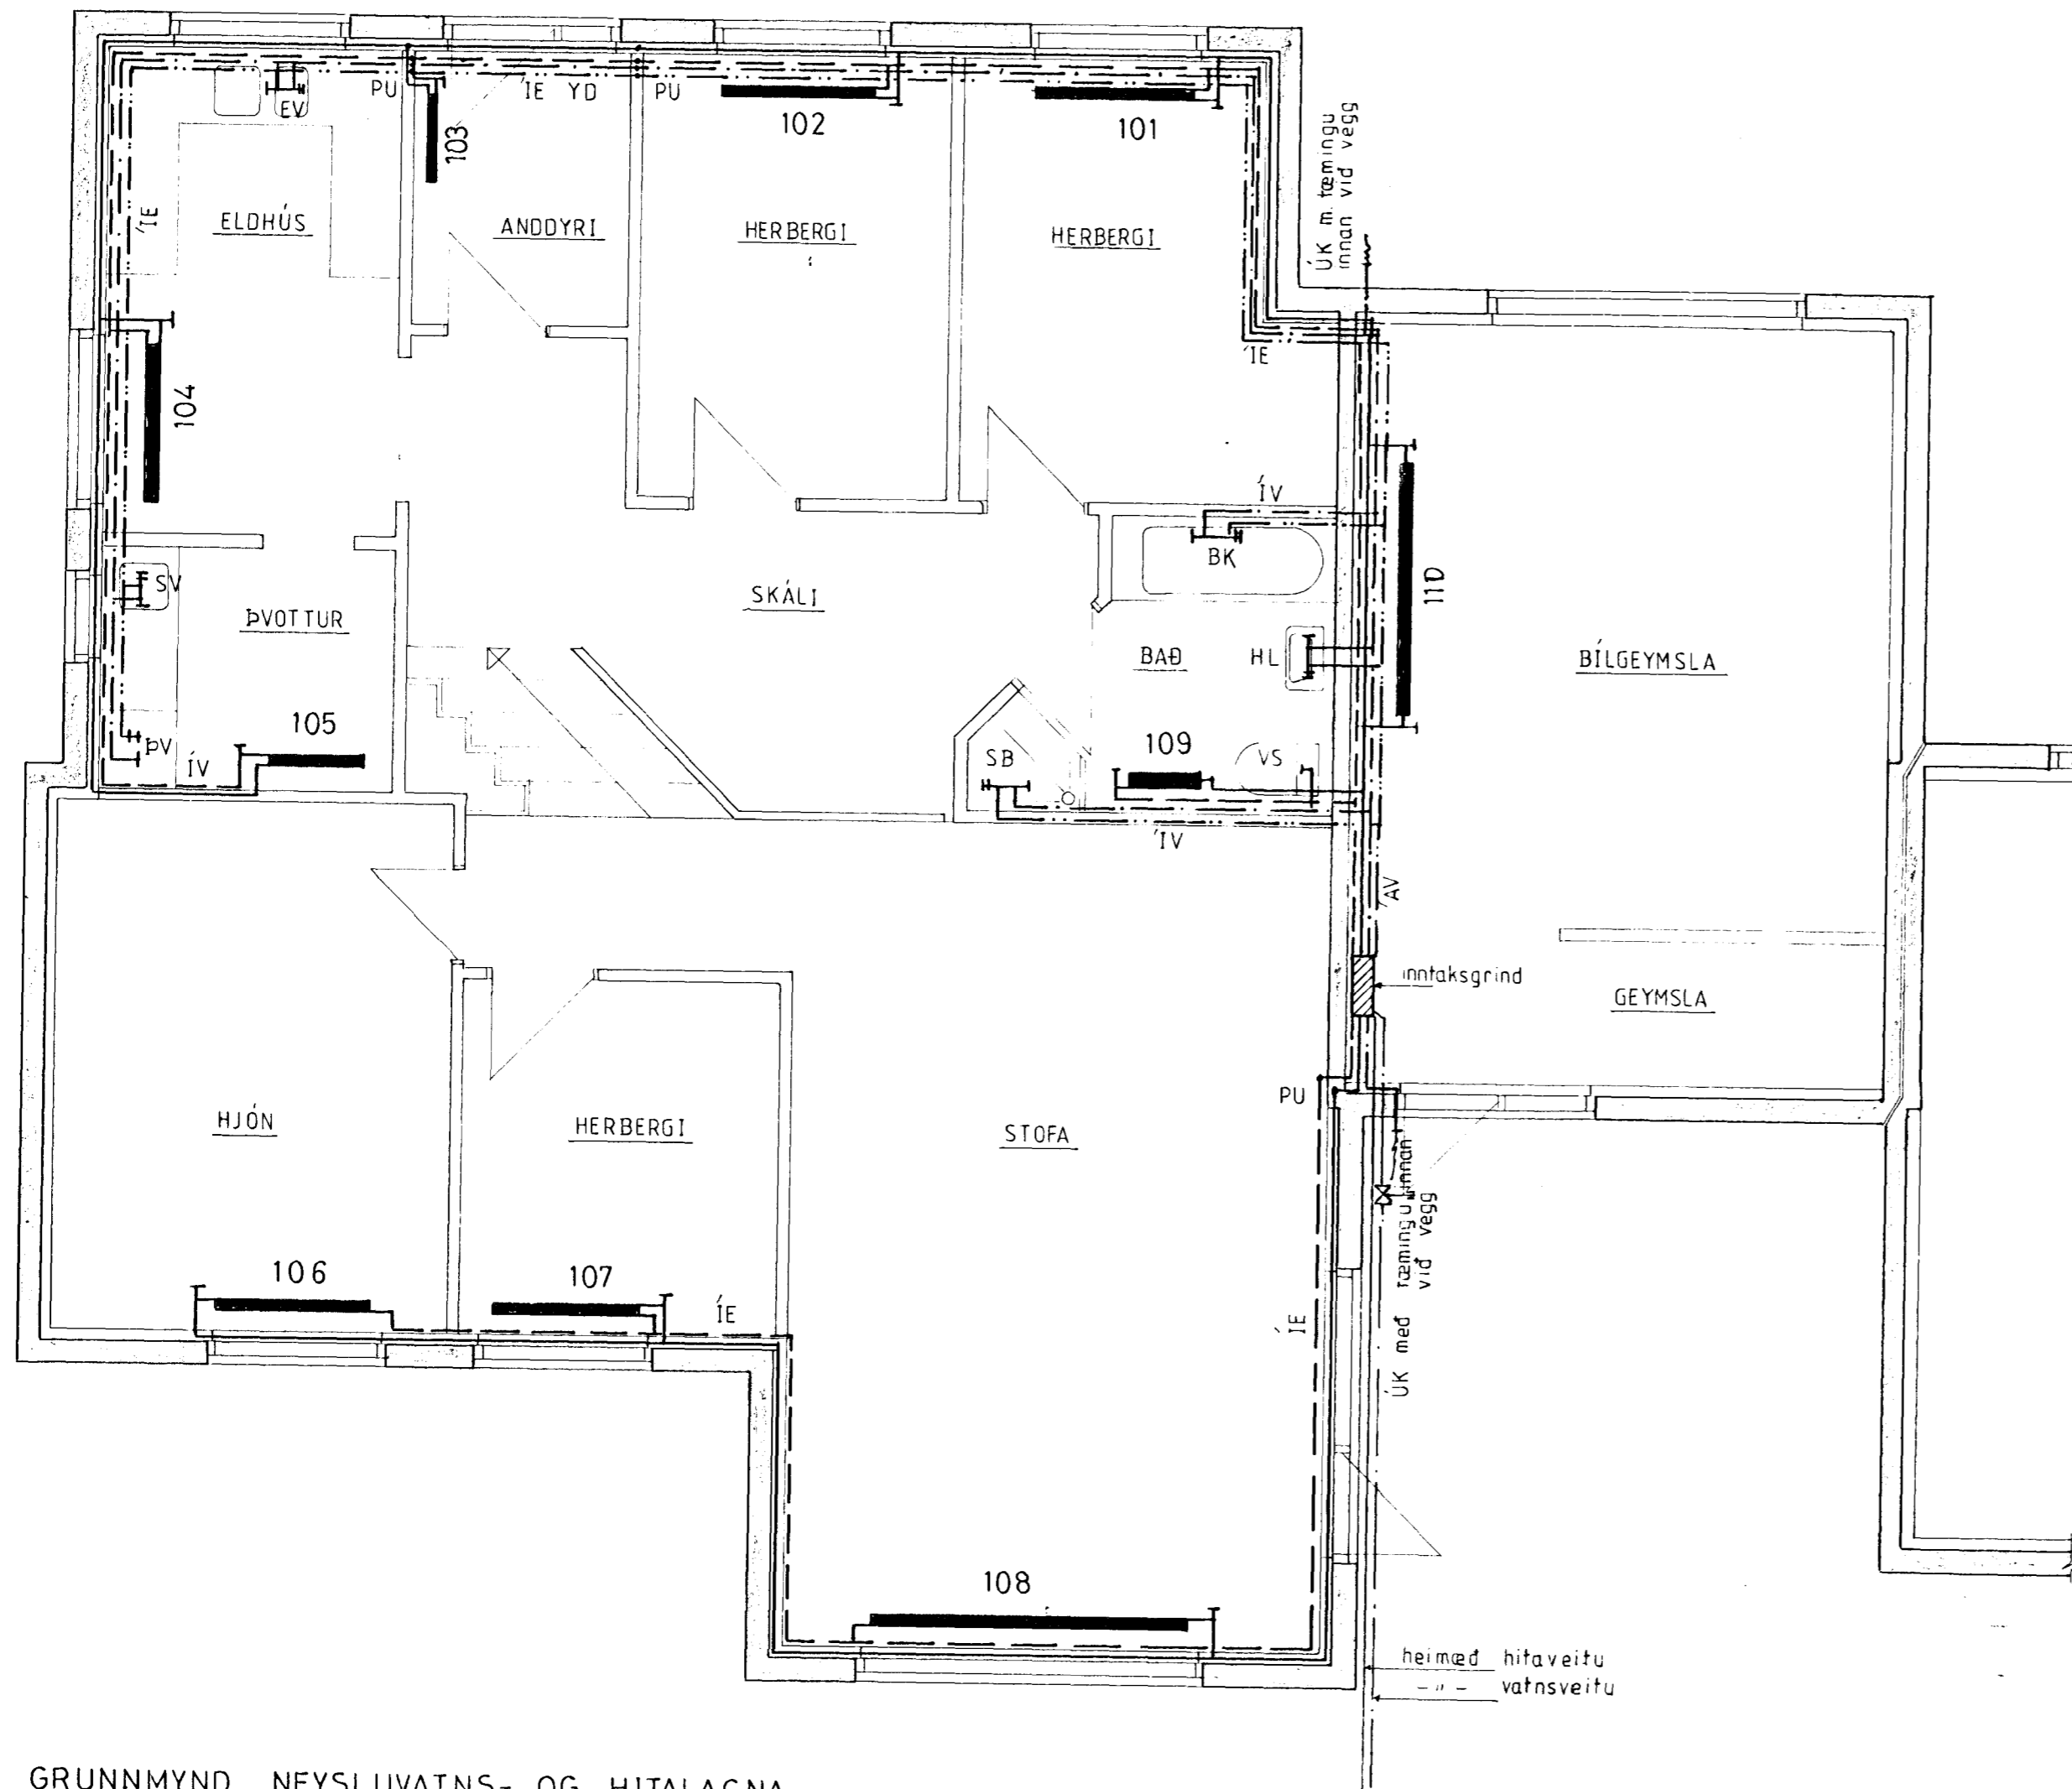 PU
EV
ÍE YD
PU
102
101
103
ÚK m. tæmingu
innan við vegg
ÍE
ELDHÚS
ANDDYRI
HERBERGI
HERBERGI
ÍE
104
ÍV
BK
110
SV
ÞVOTTUR
SKÁLI
BAÐ
HL
BÍLGEYMSLA
105
ÞV
ÍV
SB
109
VS
ÍV
ÁV
inntaksgrind
GEYMSLA
PU
HJÓN
HERBERGI
STOFA
ÚK með tæmingu innan
við vegg
106
107
ÍE
ÍE
108
heimæð hitaveitu
- " - vatnsveitu
GRUNNMYND NEYSLUVATNS- OG HITALAGNA